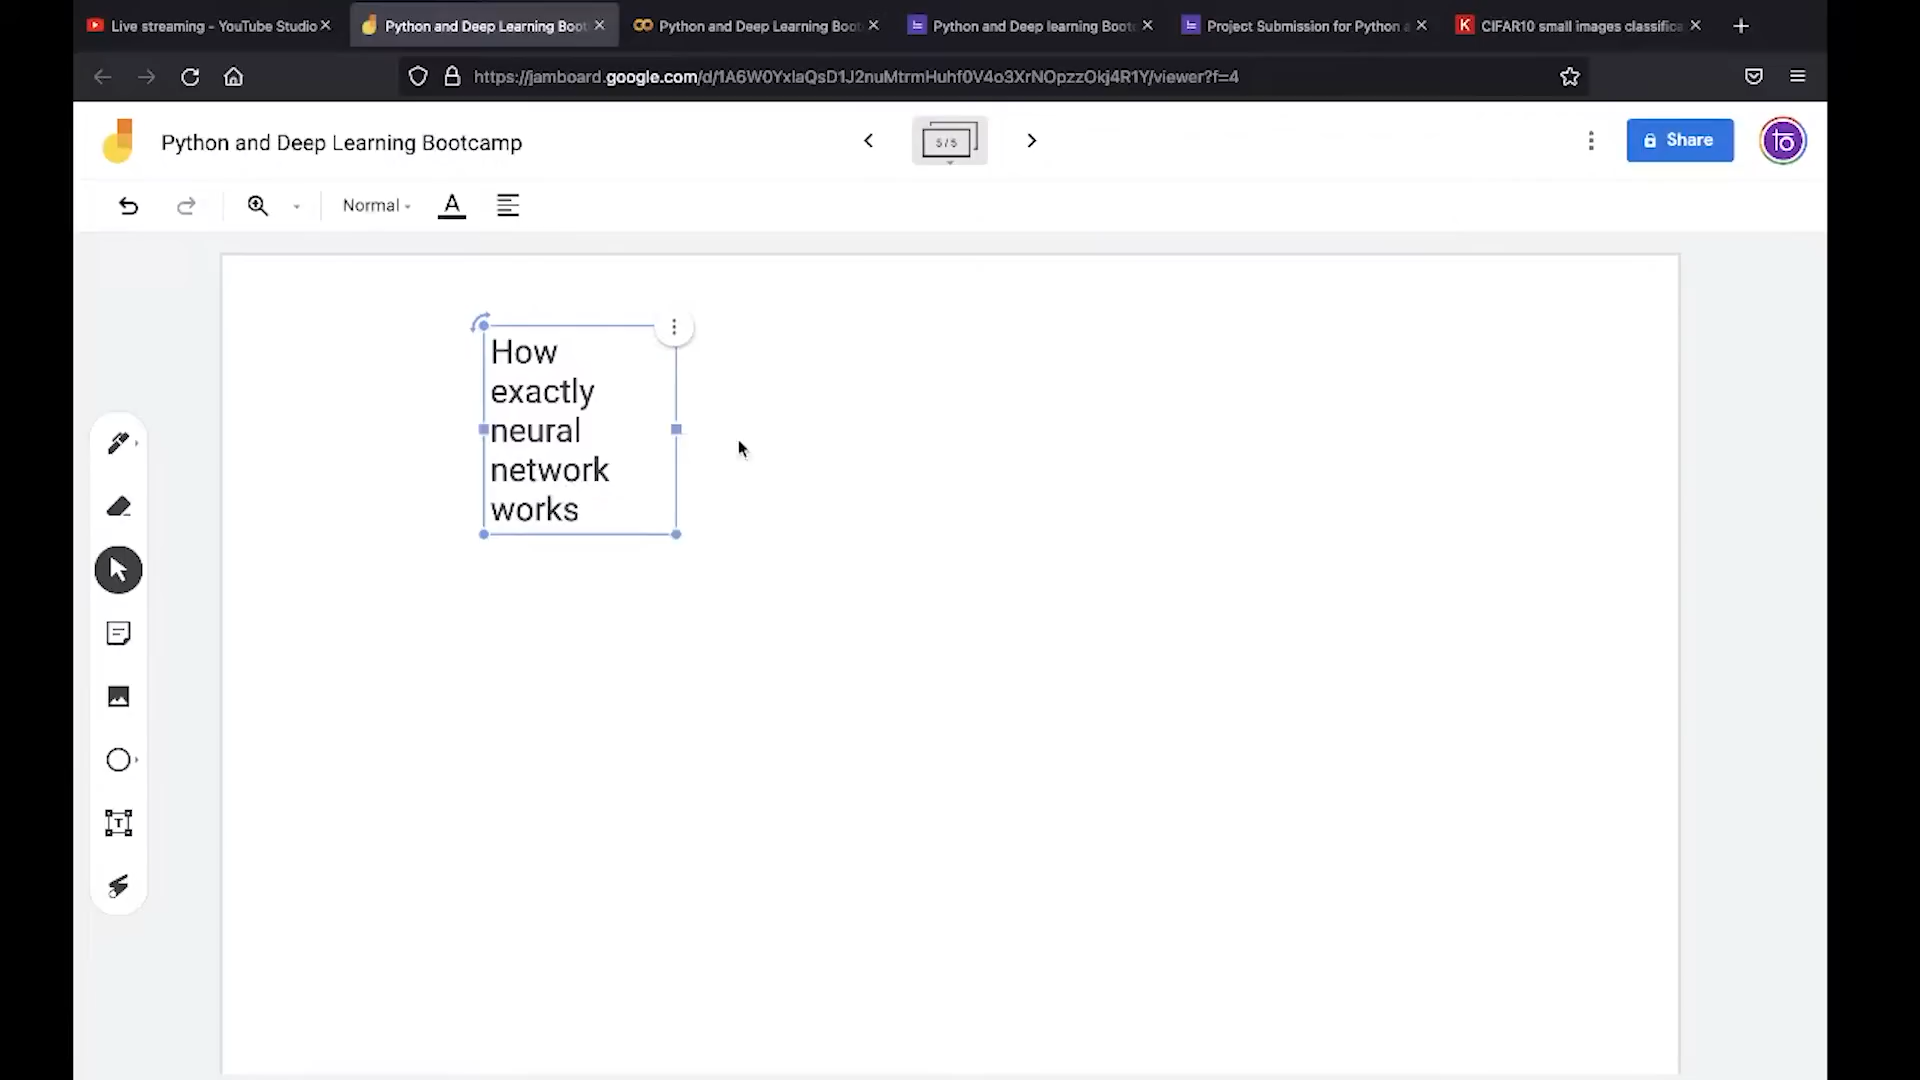 Live streaming - YouTube Studio
Python and Deep Learning Boot
Python and Deep Learning Boot
Python and Deep learning Boot
Project Submission for Python a
CIFAR10 small images classifica
https://jamboard.google.com/d/1A6W0YxlaQsD1J2nuMtrmHuhf0V4o3XrNOpzzOkj4R1Y/viewer?f=4
Python and Deep Learning Bootcamp
5/5
Share
Normal
How
exactly
neural
network
works